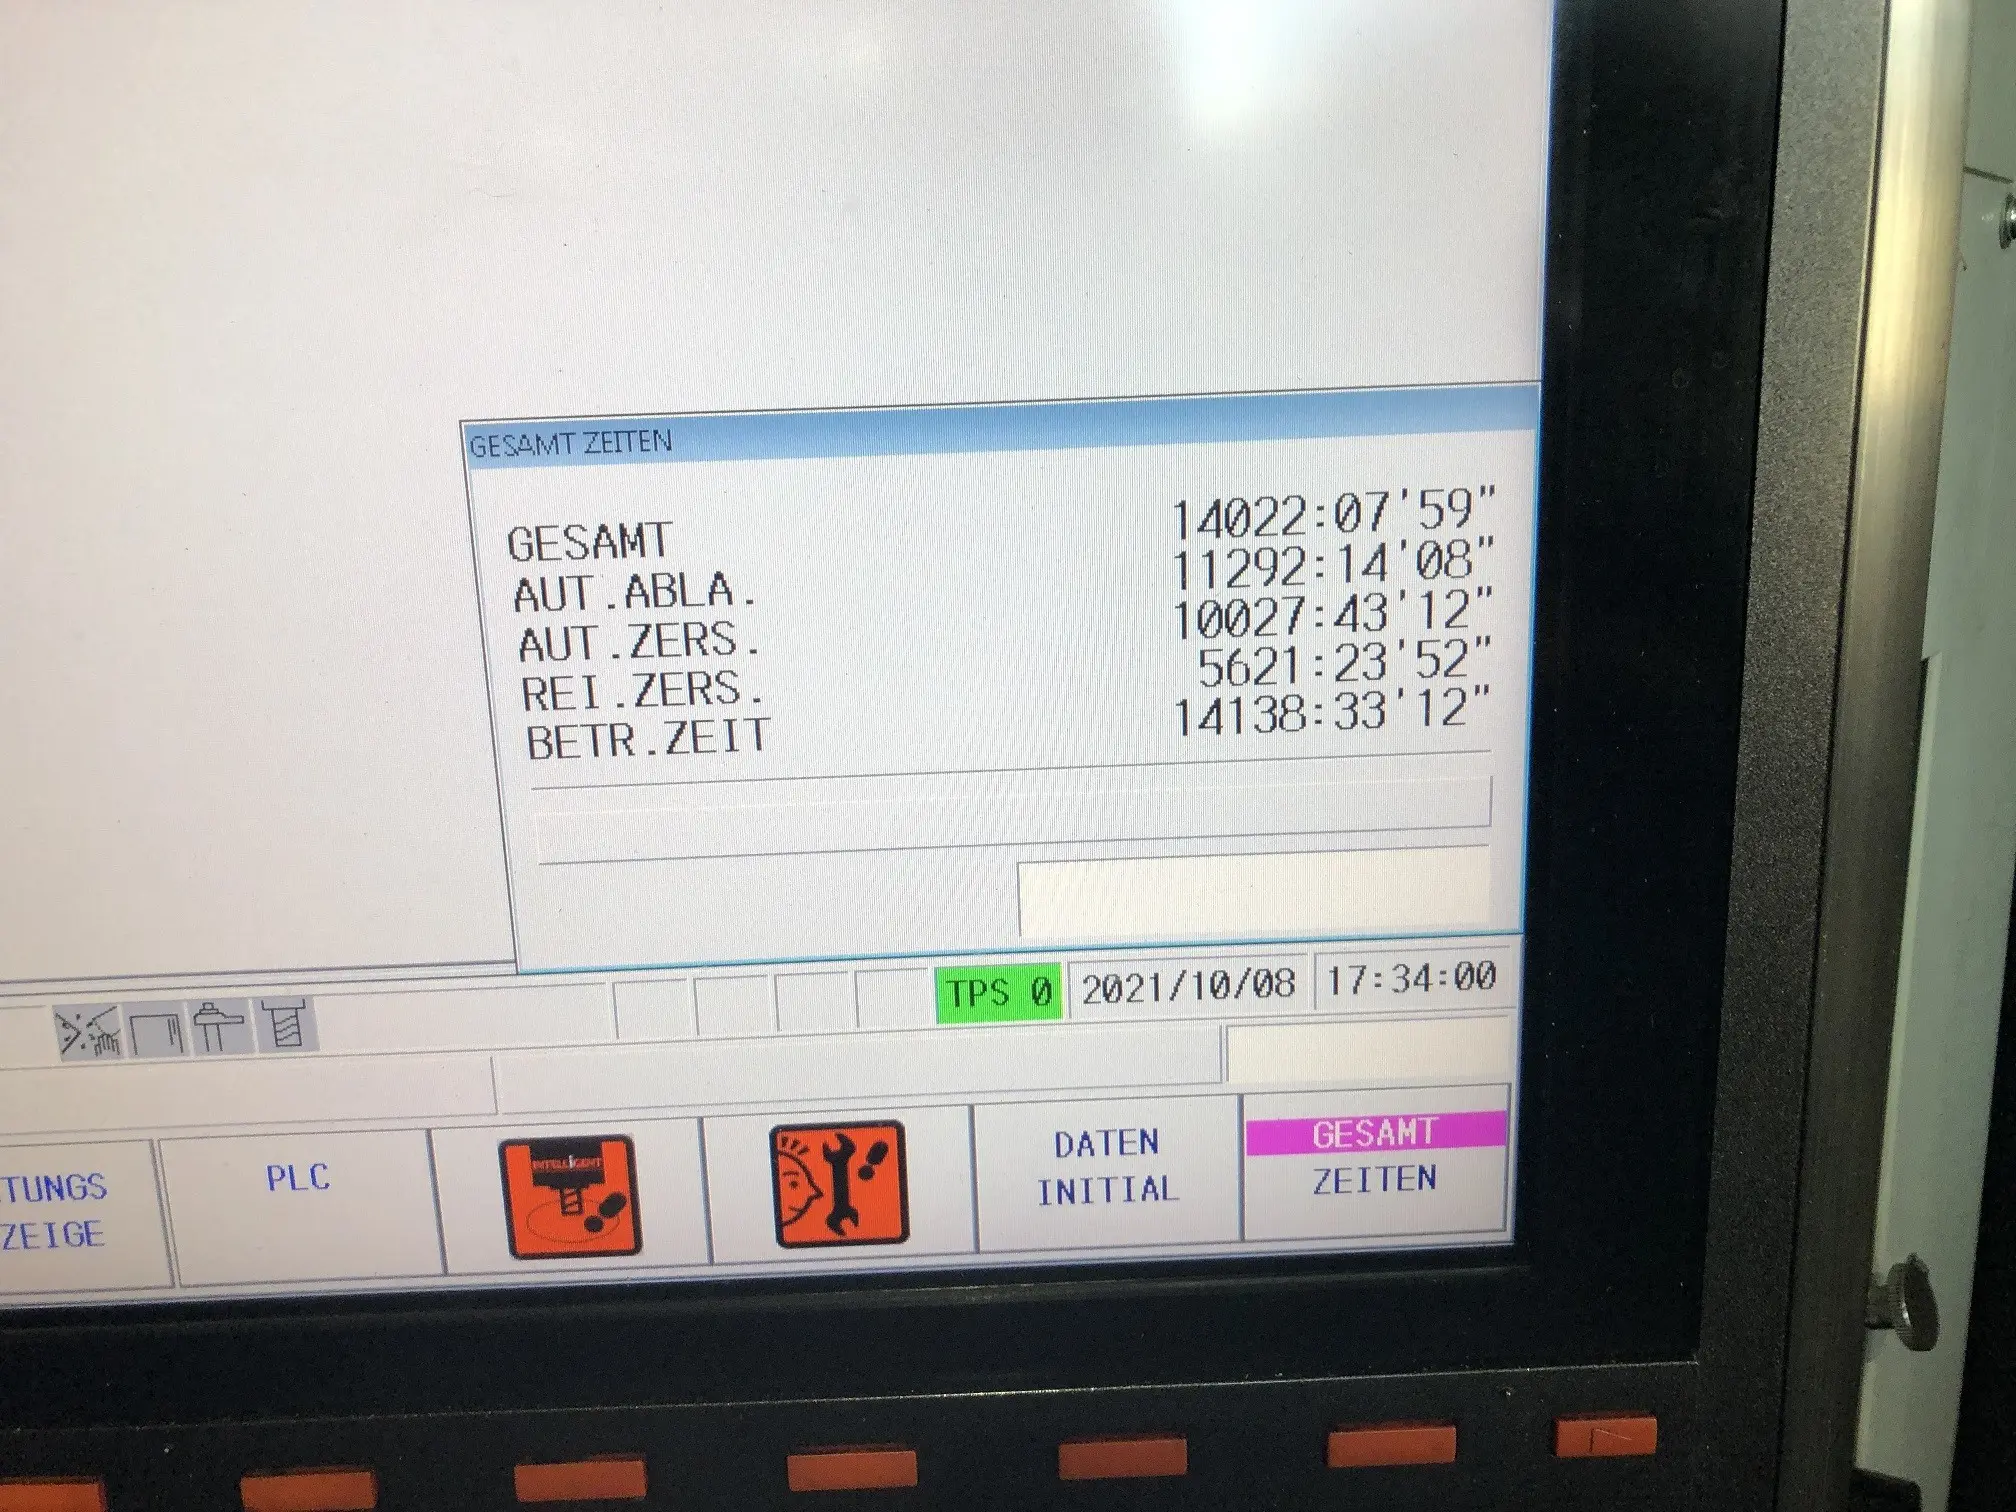 GESAMT ZEITEN
GESAMT 14022:07'59"
AUT.ABLA. 11292:14'08"
AUT.ZERS. 10027:43'12"
REI.ZERS. 5621:23'52"
BETR.ZEIT 14138:33'12"
TPS 0 2021/10/08 17:34:00
TUNGS
ZEIGE
PLC
INTELLIGENT
DATEN
INITIAL
GESAMT
ZEITEN